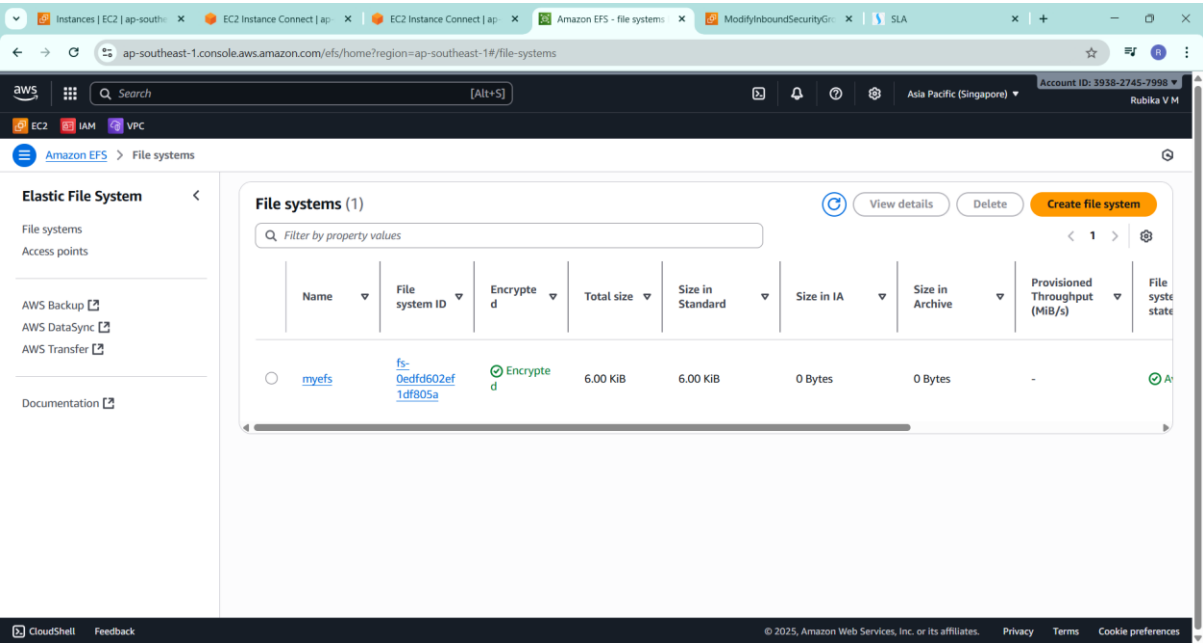 Instances | EC2 | ap-southe
EC2 Instance Connect | ap-
EC2 Instance Connect | ap-
Amazon EFS - file systems
ModifyInboundSecurityGro
SLA
ap-southeast-1.console.aws.amazon.com/efs/home?region=ap-southeast-1#/file-systems
R
aws
Search
[Alt+S]
Asia Pacific (Singapore)
Account ID: 3938-2745-7998
Rubika V M
EC2
IAM
VPC
Amazon EFS > File systems
Elastic File System
File systems
Access points
AWS Backup
AWS DataSync
AWS Transfer
Documentation
File systems (1)
View details
Delete
Create file system
Filter by property values
1
Name
File
system ID
Encrypte
d
Total size
Size in
Standard
Size in IA
Size in
Archive
Provisioned
Throughput
(MiB/s)
File
syste
state
myefs
fs-
0edfd602ef
1df805a
Encrypte
d
6.00 KiB
6.00 KiB
0 Bytes
0 Bytes
-
CloudShell
Feedback
© 2025, Amazon Web Services, Inc. or its affiliates.
Privacy
Terms
Cookie preferences